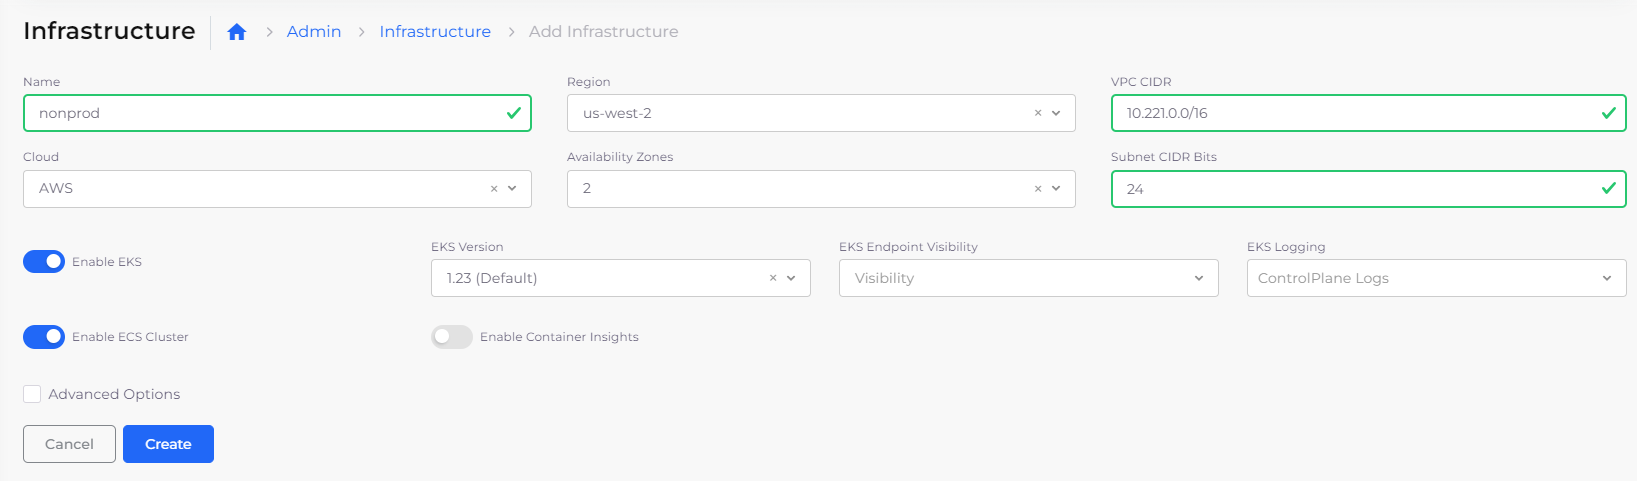 Infrastructure > Admin > Infrastructure > Add Infrastructure
Name Region VPC CIDR
nonprod us-west-2 × 10.221.0.0/16
Cloud Availability Zones Subnet CIDR Bits
AWS × 2 × 24
EKS Version EKS Endpoint Visibility EKS Logging
Enable EKS 1.23 (Default) × Visibility ControlPlane Logs
Enable ECS Cluster Enable Container Insights
Advanced Options
Cancel Create